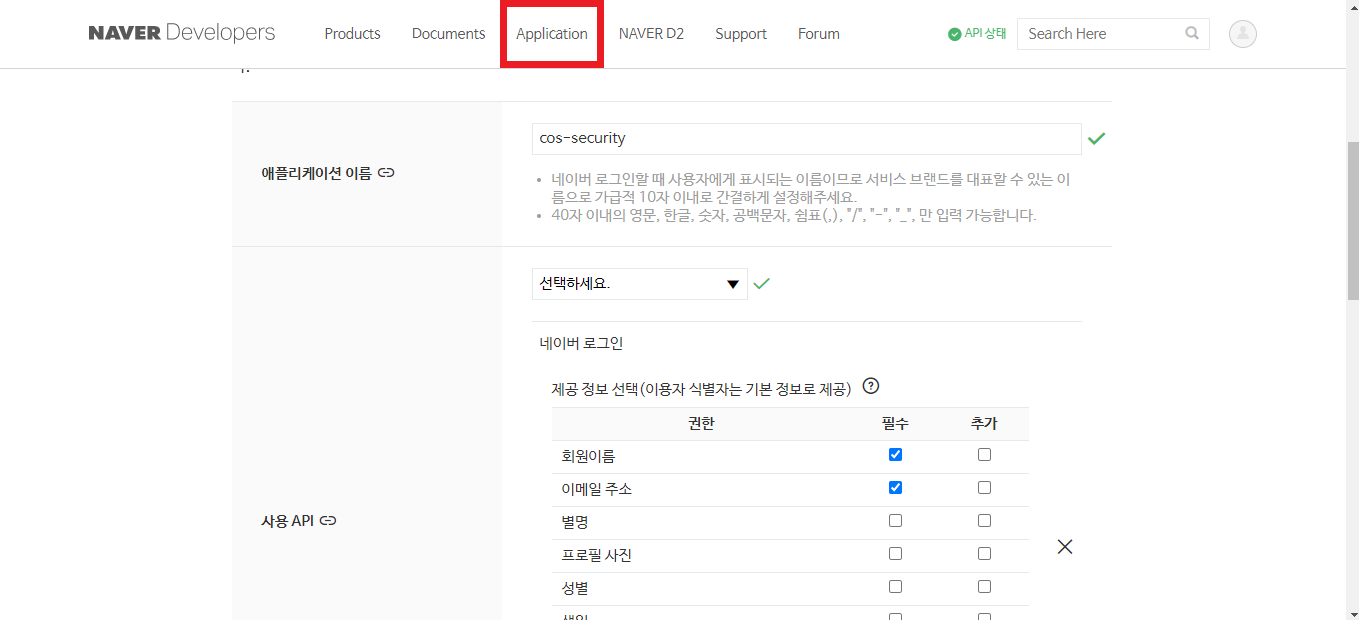 NAVER Developers
Products
Documents
Application
NAVER D2
Support
Forum
API 상태
Search Here
애플리케이션 이름
cos-security
네이버 로그인할 때 사용자에게 표시되는 이름이므로 서비스 브랜드를 대표할 수 있는 이
름으로 가급적 10자 이내로 간결하게 설정해주세요.
40자 이내의 영문, 한글, 숫자, 공백문자, 쉼표(,), "/", "-", "_", 만 입력 가능합니다.
사용 API
선택하세요.
네이버 로그인
제공 정보 선택(이용자 식별자는 기본 정보로 제공)
권한 필수 추가
회원이름
이메일 주소
별명
프로필 사진
성별